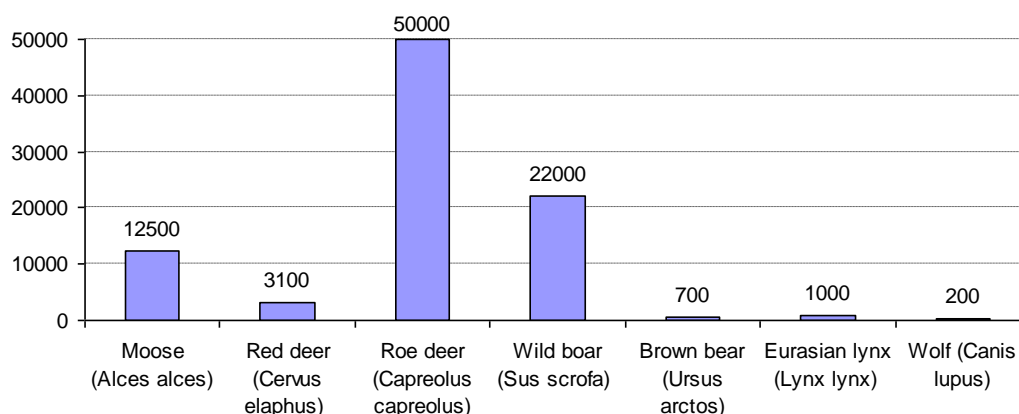 50000
40000
30000
20000
10000
0
12500
3100
50000
22000
700
1000
200
Moose
(Alces alces)
Red deer
(Cervus
elaphus)
Roe deer
(Capreolus
capreolus)
Wild boar
(Sus scrofa)
Brown bear
(Ursus
arctos)
Eurasian lynx
(Lynx lynx)
Wolf (Canis
lupus)